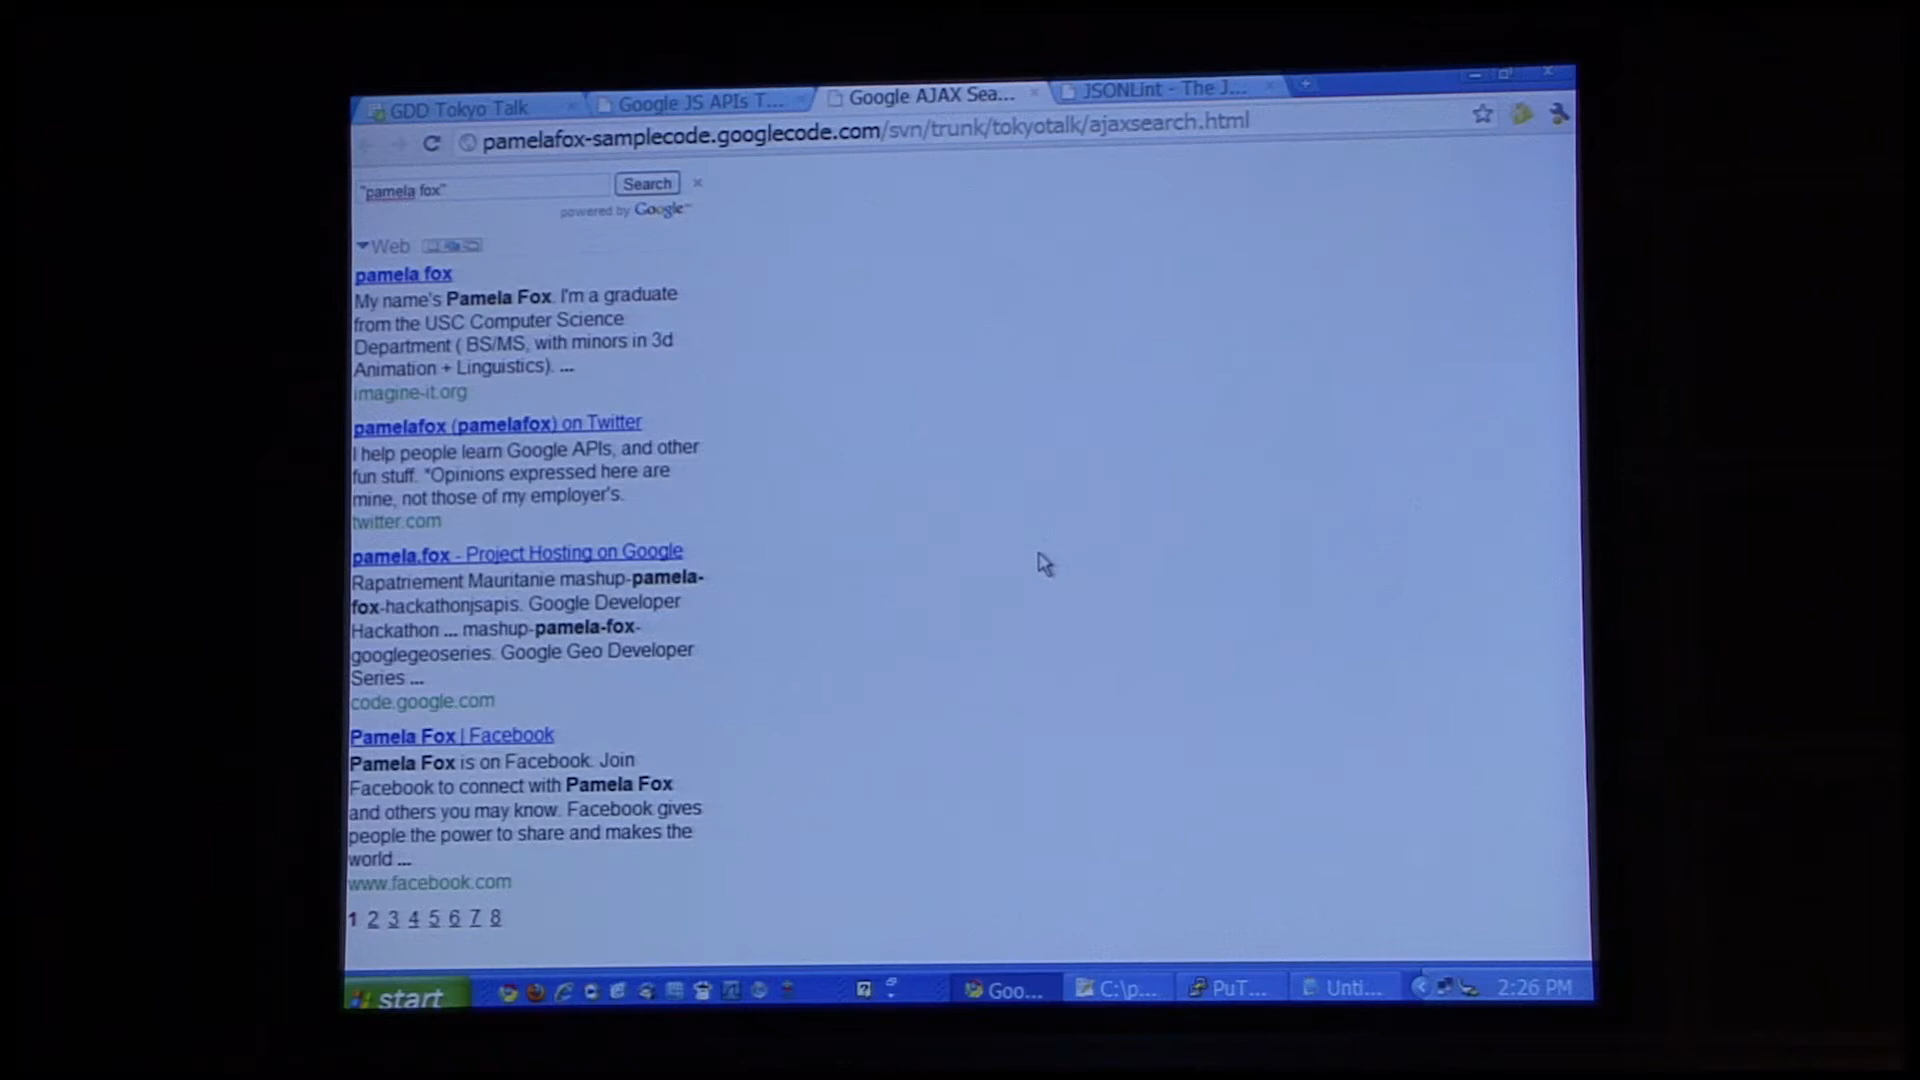 GDD Tokyo Talk
Google JS APIs T...
Google AJAX Sea...
JSONLint - The J...
pamelafox-samplecode.googlecode.com/svn/trunk/tokyotalk/ajaxsearch.html
"pamela fox"
Search
powered by Google™
Web
pamela fox
My name's Pamela Fox. I'm a graduate
from the USC Computer Science
Department ( BS/MS, with minors in 3d
Animation + Linguistics). ...
imagine-it.org
pamelafox (pamelafox) on Twitter
I help people learn Google APIs, and other
fun stuff. *Opinions expressed here are
mine, not those of my employer's.
twitter.com
pamela.fox - Project Hosting on Google
Rapatriement Mauritanie mashup-pamela-
fox-hackathonjsapis. Google Developer
Hackathon ... mashup-pamela-fox-
googlegeoseries. Google Geo Developer
Series ...
code.google.com
Pamela Fox | Facebook
Pamela Fox is on Facebook. Join
Facebook to connect with Pamela Fox
and others you may know. Facebook gives
people the power to share and makes the
world ...
www.facebook.com
1 2 3 4 5 6 7 8
start
Goo...
C:\p...
PuT...
Unti...
2:26 PM